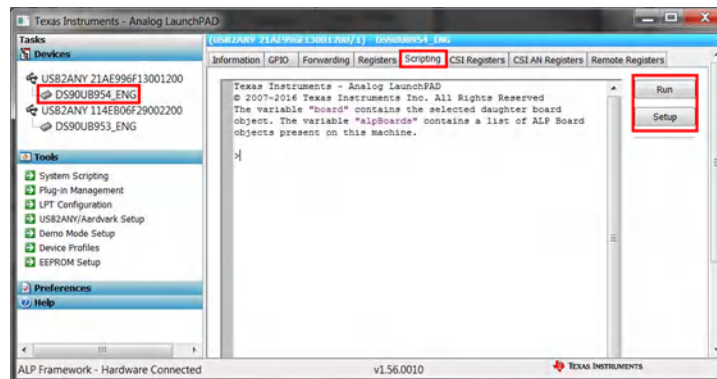 Texas Instruments - Analog LaunchPAD
Tasks
Devices
USB2ANY 21AE996F13001200
DS90UB954_ENG
USB2ANY 114EB06F29002200
DS90UB953_ENG
Tools
System Scripting
Plug-in Management
LPT Configuration
USB2ANY/Aardvark Setup
Demo Mode Setup
Device Profiles
EEPROM Setup
Preferences
Help
(USB2ANY 21AE996F13001200/1) - DS90UB954_ENG
Information GPIO Forwarding Registers Scripting CSI Registers CSI AN Registers Remote Registers
Texas Instruments - Analog LaunchPAD
© 2007-2016 Texas Instruments Inc. All Rights Reserved
The variable "board" contains the selected daughter board
object. The variable "alpBoards" contains a list of ALP Board
objects present on this machine.
>
Run
Setup
ALP Framework - Hardware Connected
v1.56.0010
TEXAS INSTRUMENTS